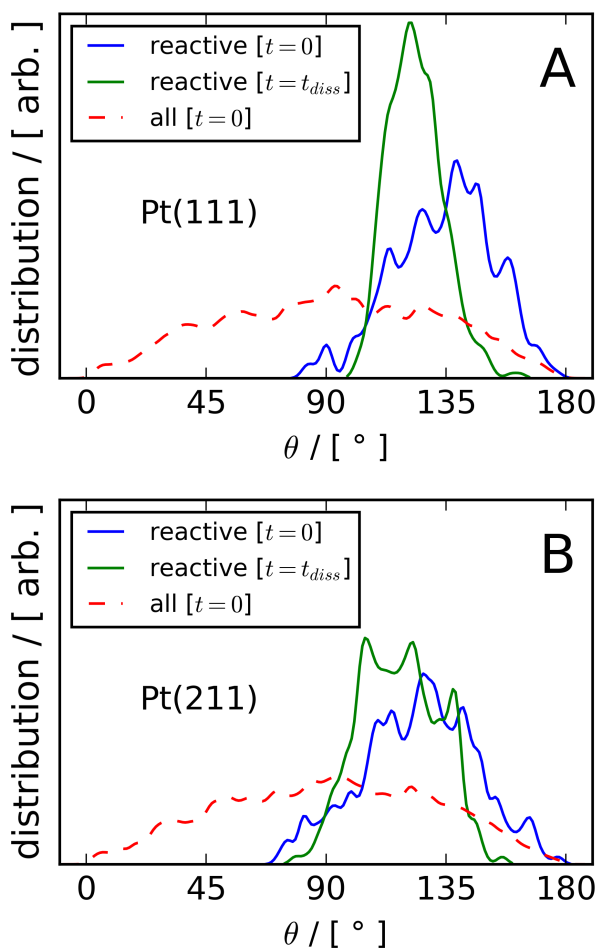 A
reactive [t=0]
reactive [t=t_diss]
all [t=0]
Pt(111)
distribution / [ arb. ]
0 45 90 135 180
θ / [ ° ]
B
reactive [t=0]
reactive [t=t_diss]
all [t=0]
Pt(211)
distribution / [ arb. ]
0 45 90 135 180
θ / [ ° ]